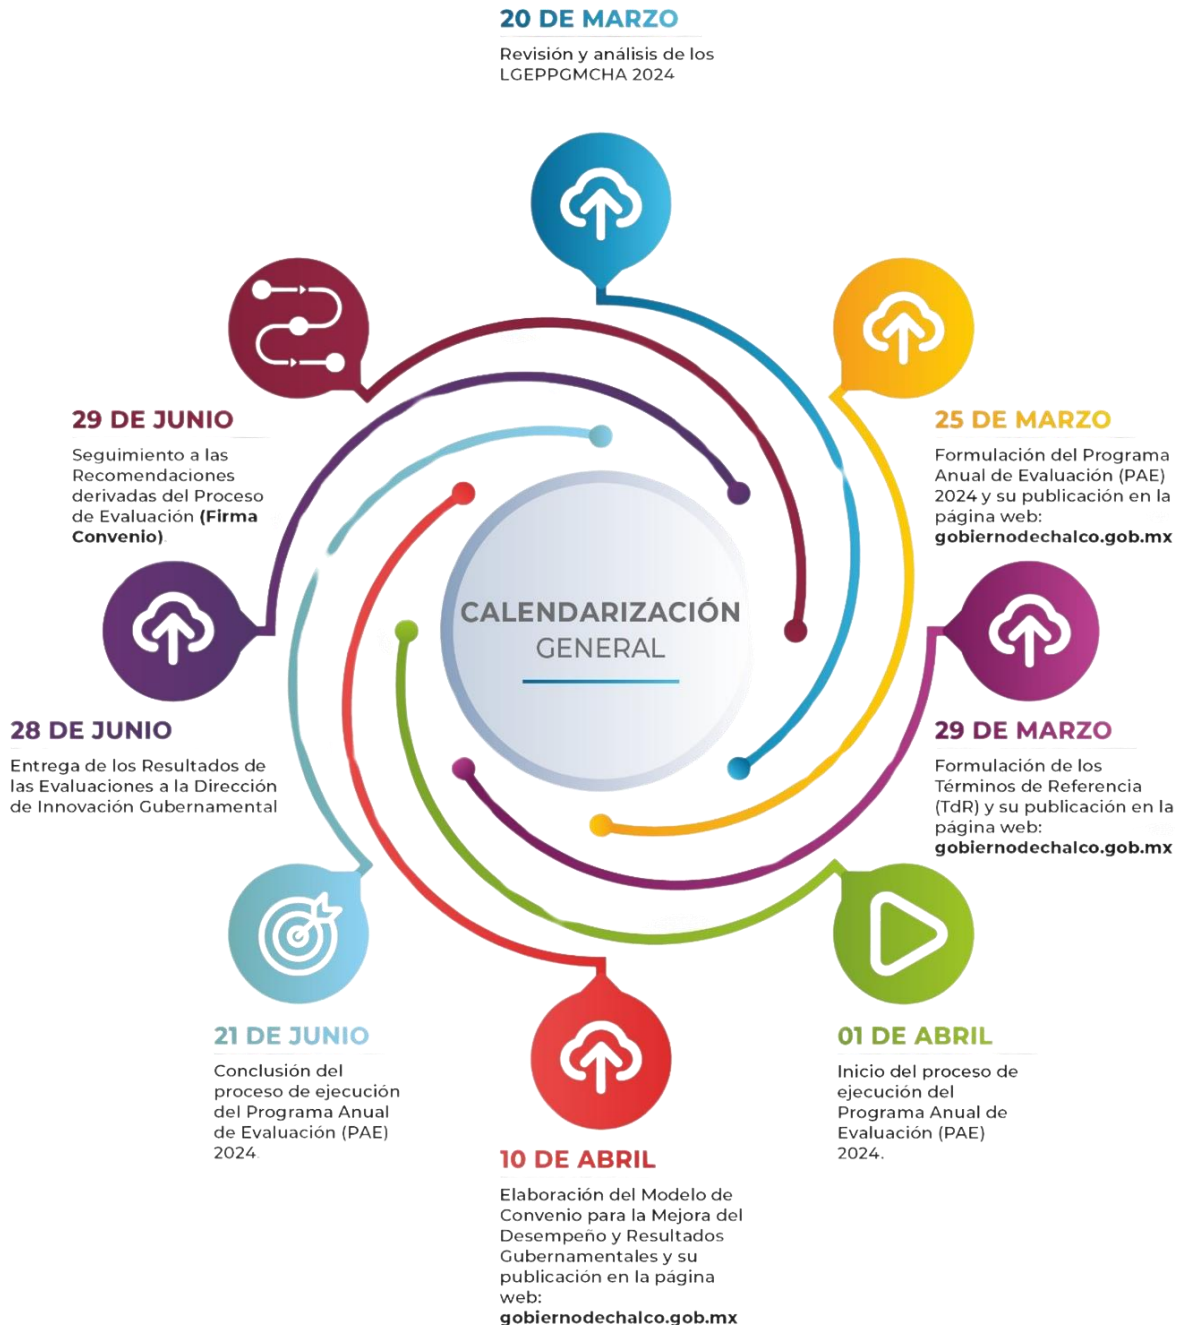 20 DE MARZO
Revisión y análisis de los
LGEPPGMCHA 2024
25 DE MARZO
Formulación del Programa
Anual de Evaluación (PAE)
2024 y su publicación en la
página web:
gobiernodechalco.gob.mx
29 DE MARZO
Formulación de los
Términos de Referencia
(TdR) y su publicación en la
página web:
gobiernodechalco.gob.mx
01 DE ABRIL
Inicio del proceso de
ejecución del
Programa Anual de
Evaluación (PAE)
2024.
10 DE ABRIL
Elaboración del Modelo de
Convenio para la Mejora del
Desempeño y Resultados
Gubernamentales y su
publicación en la página
web:
gobiernodechalco.gob.mx
21 DE JUNIO
Conclusión del
proceso de ejecución
del Programa Anual
de Evaluación (PAE)
2024.
28 DE JUNIO
Entrega de los Resultados de
las Evaluaciones a la Dirección
de Innovación Gubernamental
29 DE JUNIO
Seguimiento a las
Recomendaciones
derivadas del Proceso
de Evaluación (Firma
Convenio)
CALENDARIZACIÓN
GENERAL